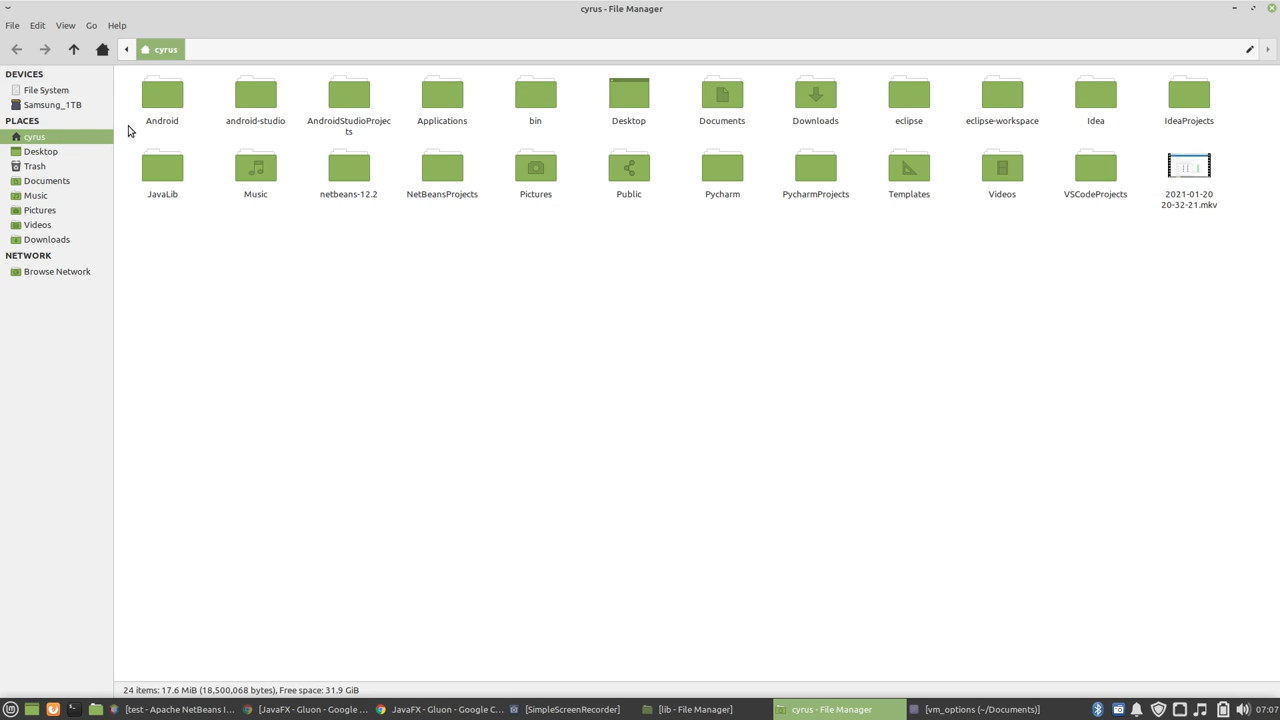 cyrus - File Manager
File Edit View Go Help
cyrus
DEVICES
File System
Samsung_1TB
PLACES
cyrus
Desktop
Trash
Documents
Music
Pictures
Videos
Downloads
NETWORK
Browse Network
Android android-studio AndroidStudioProjec Applications bin Desktop Documents Downloads eclipse eclipse-workspace Idea IdeaProjects
ts
JavaLib Music netbeans-12.2 NetBeansProjects Pictures Public Pycharm PycharmProjects Templates Videos VSCodeProjects 2021-01-20
20-32-21.mkv
24 items: 17.6 MiB (18,500,068 bytes), Free space: 31.9 GiB
[test - Apache NetBeans I... [JavaFX - Gluon - Google ... JavaFX - Gluon - Google C... [SimpleScreenRecorder] [lib - File Manager] cyrus - File Manager [vm_options (~/Documents)] 07:07